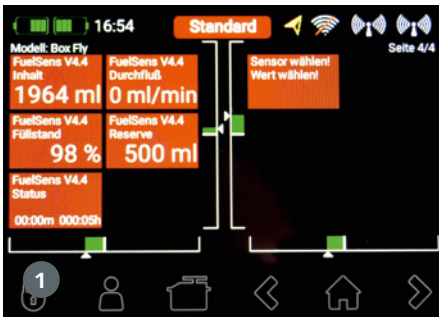 16:54
Standard
Modell: Box Fly
Seite 4/4
FuelSens V4.4
Inhalt
1964 ml
FuelSens V4.4
Durchfluß
0 ml/min
Sensor wählen!
Wert wählen!
FuelSens V4.4
Füllstand
98 %
FuelSens V4.4
Reserve
500 ml
FuelSens V4.4
Status
00:00m 000:05h
1